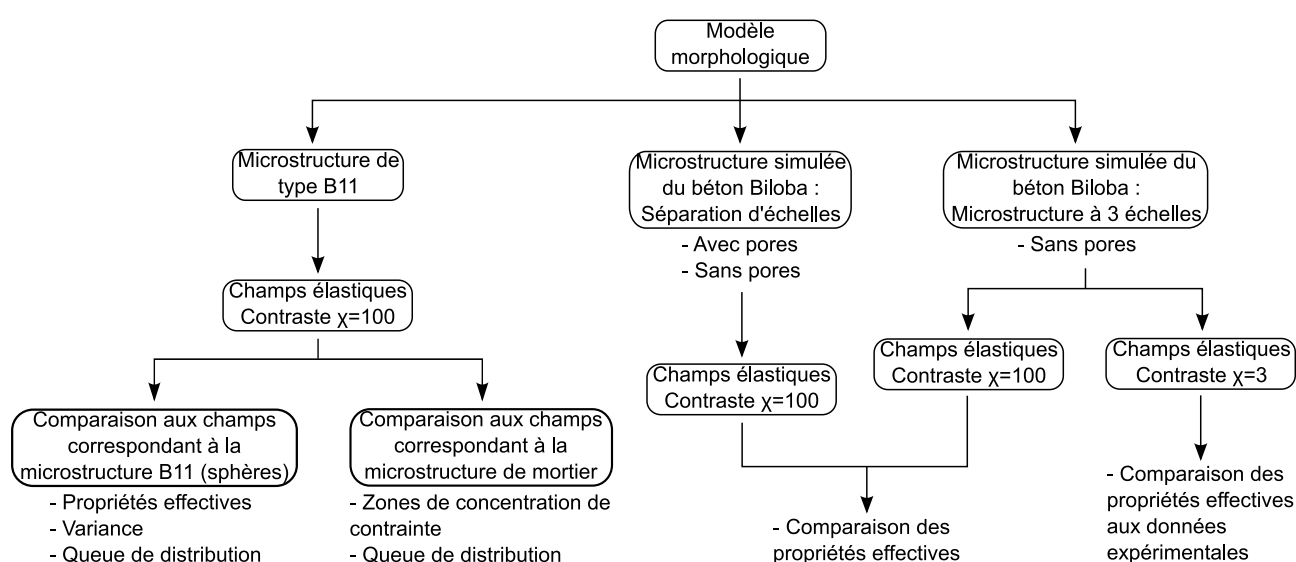 Modèle
morphologique
Microstructure de
type B11
Microstructure simulée
du béton Biloba :
Séparation d'échelles
Microstructure simulée du
béton Biloba :
Microstructure à 3 échelles
- Avec pores
- Sans pores
- Sans pores
Champs élastiques
Contraste χ=100
Champs élastiques
Contraste χ=100
Champs élastiques
Contraste χ=100
Champs élastiques
Contraste χ=3
Comparaison aux champs
correspondant à la
microstructure B11 (sphères)
- Propriétés effectives
- Variance
- Queue de distribution
Comparaison aux champs
correspondant à la
microstructure de mortier
- Zones de concentration de
contrainte
- Queue de distribution
- Comparaison des
propriétés effectives
- Comparaison des
propriétés effectives
aux données
expérimentales